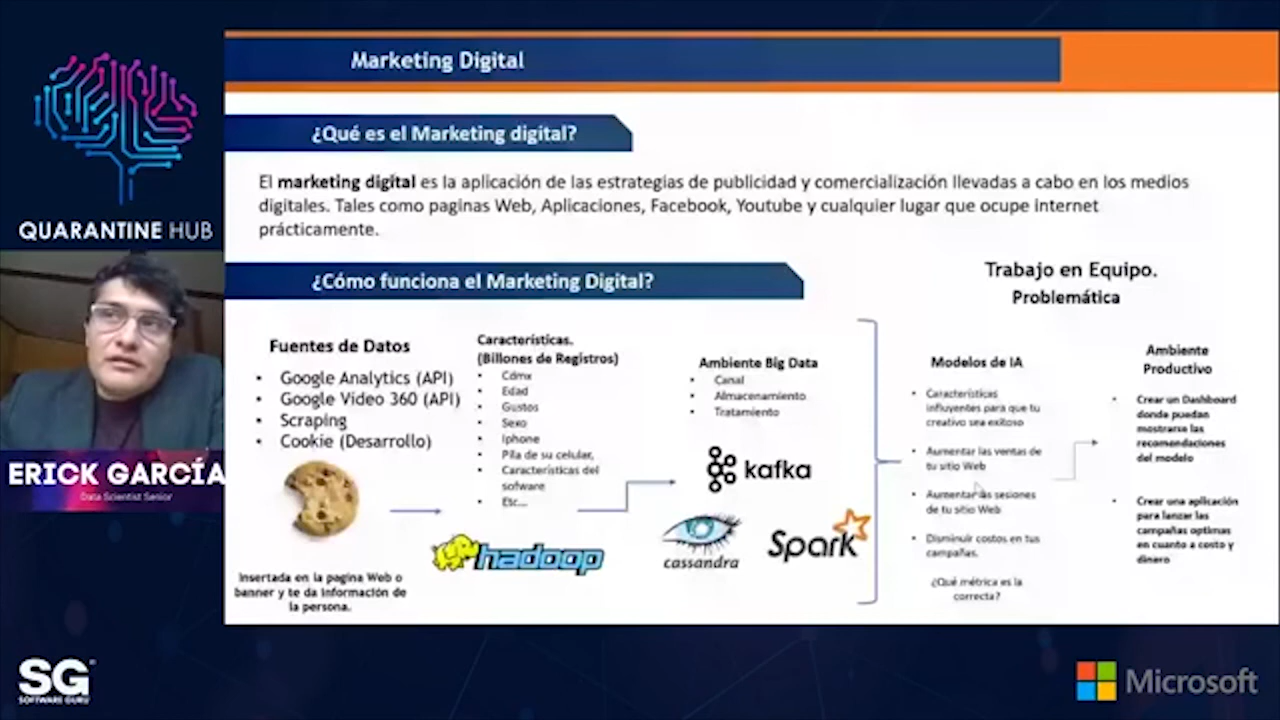 Marketing Digital
¿Qué es el Marketing digital?
El marketing digital es la aplicación de las estrategias de publicidad y comercialización llevadas a cabo en los medios
digitales. Tales como paginas Web, Aplicaciones, Facebook, Youtube y cualquier lugar que ocupe internet
prácticamente.
QUARANTINE HUB
¿Cómo funciona el Marketing Digital?
Trabajo en Equipo.
Problemática
Fuentes de Datos
• Google Analytics (API)
• Google Video 360 (API)
• Scraping
• Cookie (Desarrollo)
Insertada en la pagina Web o
banner y te da información de
la persona.
Características.
(Billones de Registros)
• Cdmx
• Edad
• Gustos
• Sexo
• Iphone
• Pila de su celular,
• Características del
sofware
• Etc...
hadoop
Ambiente Big Data
• Canal
• Almacenamiento
• Tratamiento
kafka
cassandra
Spark
Modelos de IA
• Características
influyentes para que tu
creativo sea exitoso
• Aumentar las ventas de
tu sitio Web
• Aumentar las sesiones
de tu sitio Web
• Disminuir costos en tus
campañas.
¿Qué métrica es la
correcta?
Ambiente
Productivo
• Crear un Dashboard
donde puedan
mostrarse las
recomendaciones
del modelo
• Crear una aplicación
para lanzar las
campañas optimas
en cuanto a costo y
dinero
ERICK GARCÍA
Data Scientist Senior
SG
SOFTWARE GURU
Microsoft